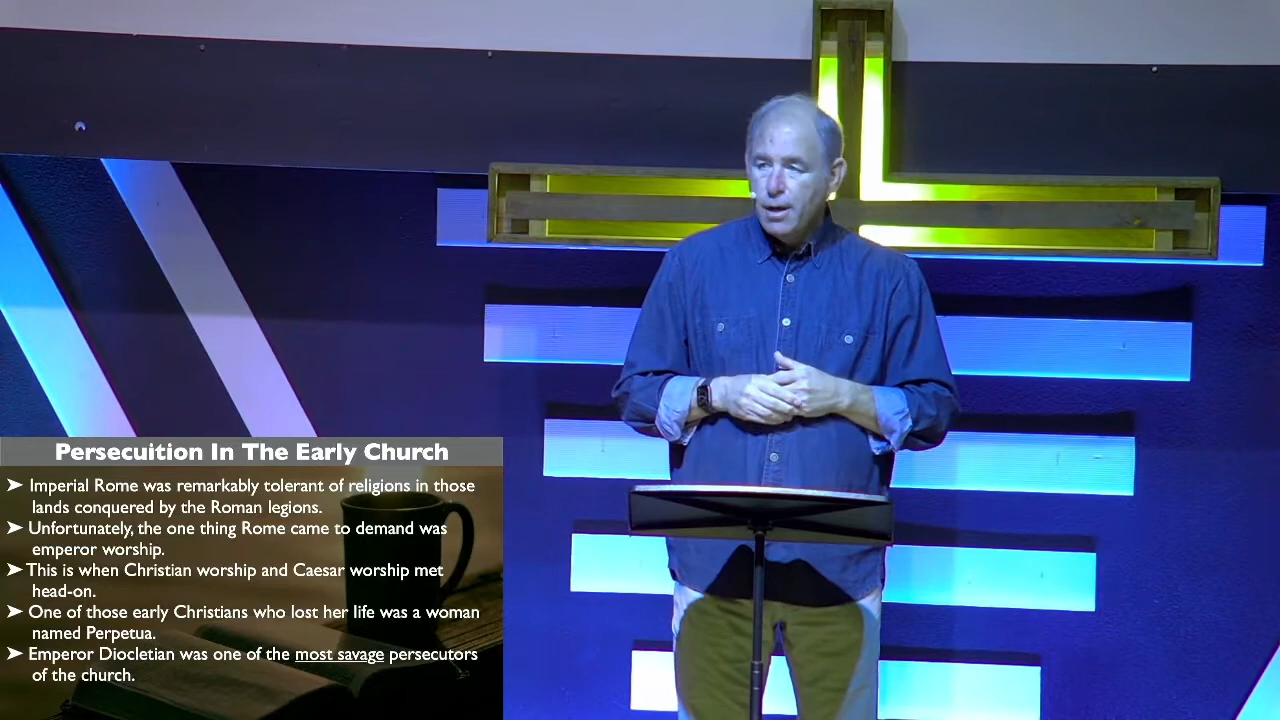 Persecuition In The Early Church
➤ Imperial Rome was remarkably tolerant of religions in those
lands conquered by the Roman legions.
➤ Unfortunately, the one thing Rome came to demand was
emperor worship.
➤ This is when Christian worship and Caesar worship met
head-on.
➤ One of those early Christians who lost her life was a woman
named Perpetua.
➤ Emperor Diocletian was one of the most savage persecutors
of the church.